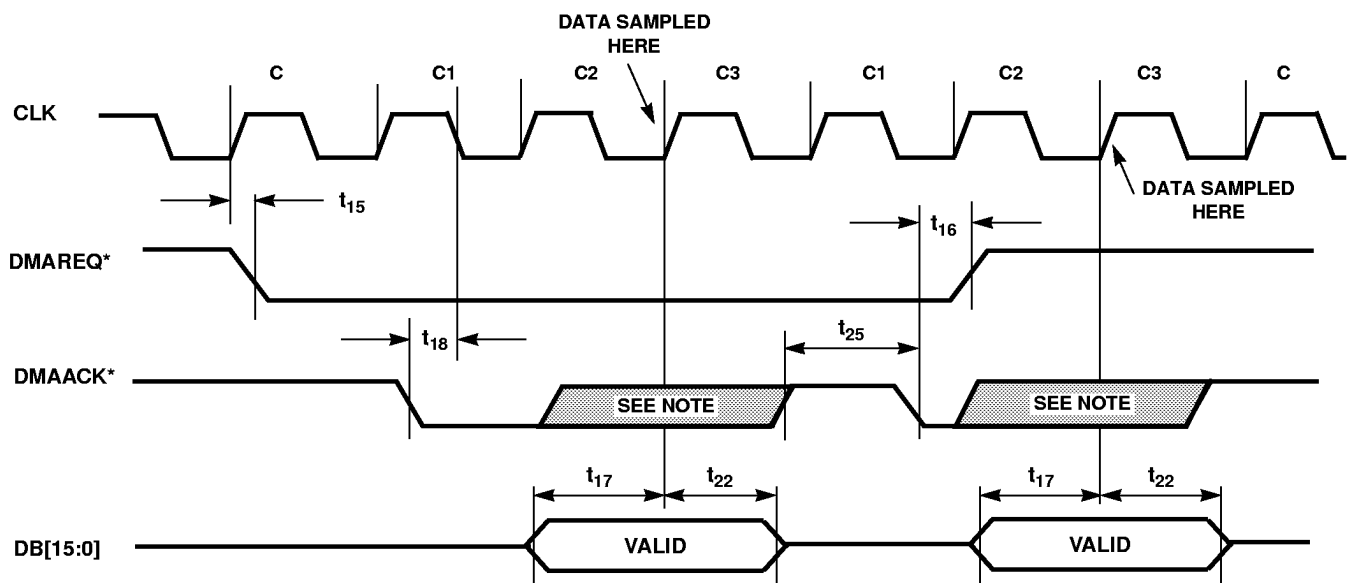 DATA SAMPLED
HERE
C C1 C2 C3 C1 C2 C3 C
CLK
DATA SAMPLED
HERE
t15
t16
DMAREQ*
t18
t25
DMAACK*
SEE NOTE
SEE NOTE
t17 t22 t17 t22
DB[15:0]
VALID
VALID